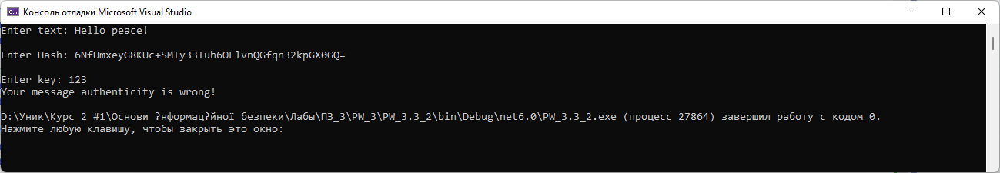 Консоль отладки Microsoft Visual Studio
Enter text: Hello peace!
Enter Hash: 6NfUmxeyG8KUc+SMTy33Iuh6OElvnQGfqn32kpGX0GQ=
Enter key: 123
Your message authenticity is wrong!
D:\Уник\Курс 2 #1\Основи ?нформац?йної безпеки\Лабы\ПЗ_3\PW_3\PW_3.3_2\bin\Debug\net6.0\PW_3.3_2.exe (процесс 27864) завершил работу с кодом 0.
Нажмите любую клавишу, чтобы закрыть это окно: